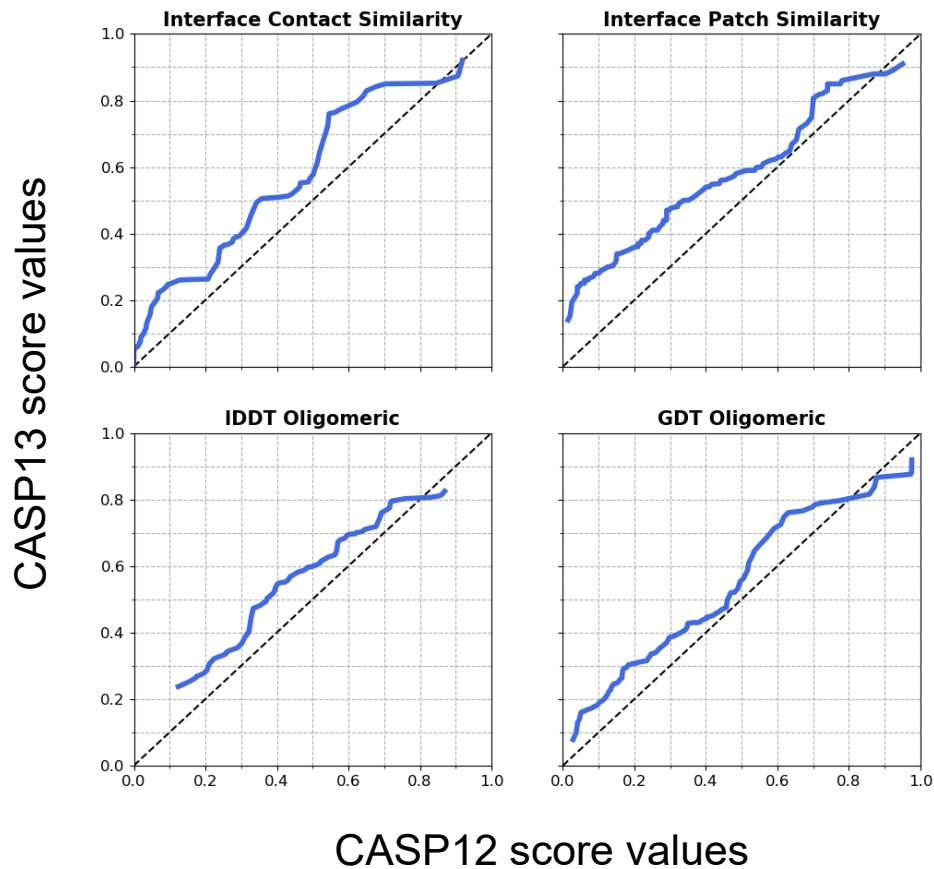 Interface Contact Similarity
Interface Patch Similarity
1.0
0.8
0.6
0.4
0.2
0.0
CASP13 score values
lDDT Oligomeric
GDT Oligomeric
1.0
0.8
0.6
0.4
0.2
0.0
0.0 0.2 0.4 0.6 0.8 1.0
0.0 0.2 0.4 0.6 0.8 1.0
CASP12 score values